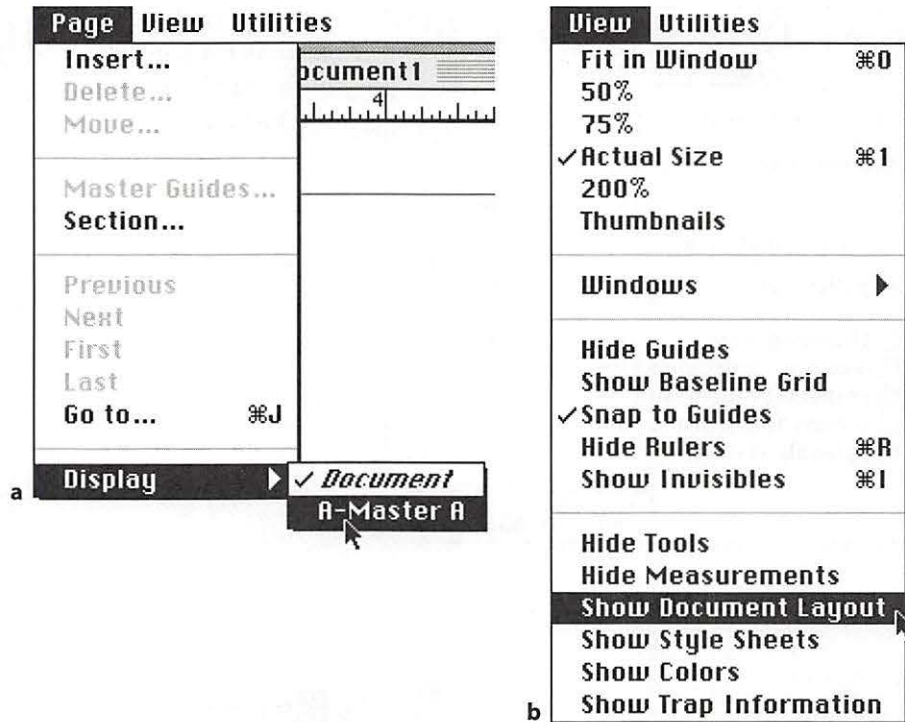 Page View Utilities
Insert...
Delete...
Move...
Master Guides...
Section...
Previous
Next
First
Last
Go to... ⌘J
Display
ocument1
4
✓ Document
A-Master A
a
View Utilities
Fit in Window ⌘0
50%
75%
✓Actual Size ⌘1
200%
Thumbnails
Windows
Hide Guides
Show Baseline Grid
✓Snap to Guides
Hide Rulers ⌘R
Show Invisibles ⌘I
Hide Tools
Hide Measurements
Show Document Layout
Show Style Sheets
Show Colors
Show Trap Information
b